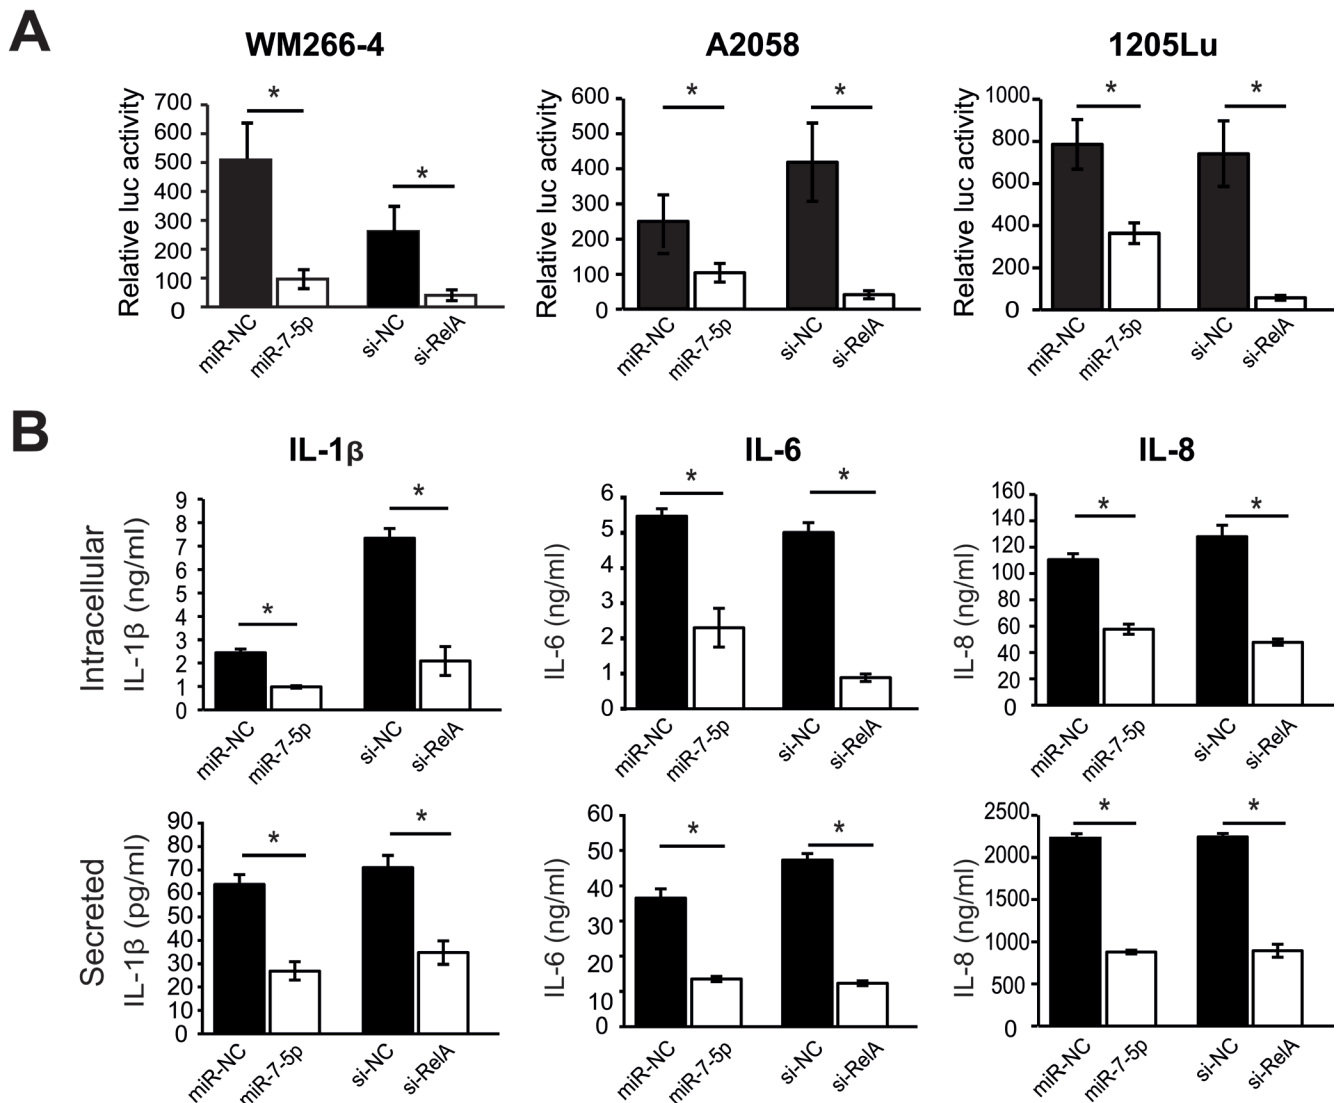 A
WM266-4
A2058
1205Lu
Relative luc activity
700
600
500
400
300
200
100
0
*
*
miR-NC
miR-7-5p
si-NC
si-RelA
Relative luc activity
600
500
400
300
200
100
0
*
*
miR-NC
miR-7-5p
si-NC
si-RelA
Relative luc activity
1000
800
600
400
200
0
*
*
miR-NC
miR-7-5p
si-NC
si-RelA
B
IL-1β
IL-6
IL-8
Intracellular
IL-1β (ng/ml)
9
8
7
6
5
4
3
2
1
0
*
*
miR-NC
miR-7-5p
si-NC
si-RelA
IL-6 (ng/ml)
6
5
4
3
2
1
0
*
*
miR-NC
miR-7-5p
si-NC
si-RelA
IL-8 (ng/ml)
160
140
120
100
80
60
40
20
0
*
*
miR-NC
miR-7-5p
si-NC
si-RelA
Secreted
IL-1β (pg/ml)
90
80
70
60
50
40
30
20
10
0
*
*
miR-NC
miR-7-5p
si-NC
si-RelA
IL-6 (ng/ml)
60
50
40
30
20
10
0
*
*
miR-NC
miR-7-5p
si-NC
si-RelA
IL-8 (ng/ml)
2500
2000
1500
1000
500
0
*
*
miR-NC
miR-7-5p
si-NC
si-RelA